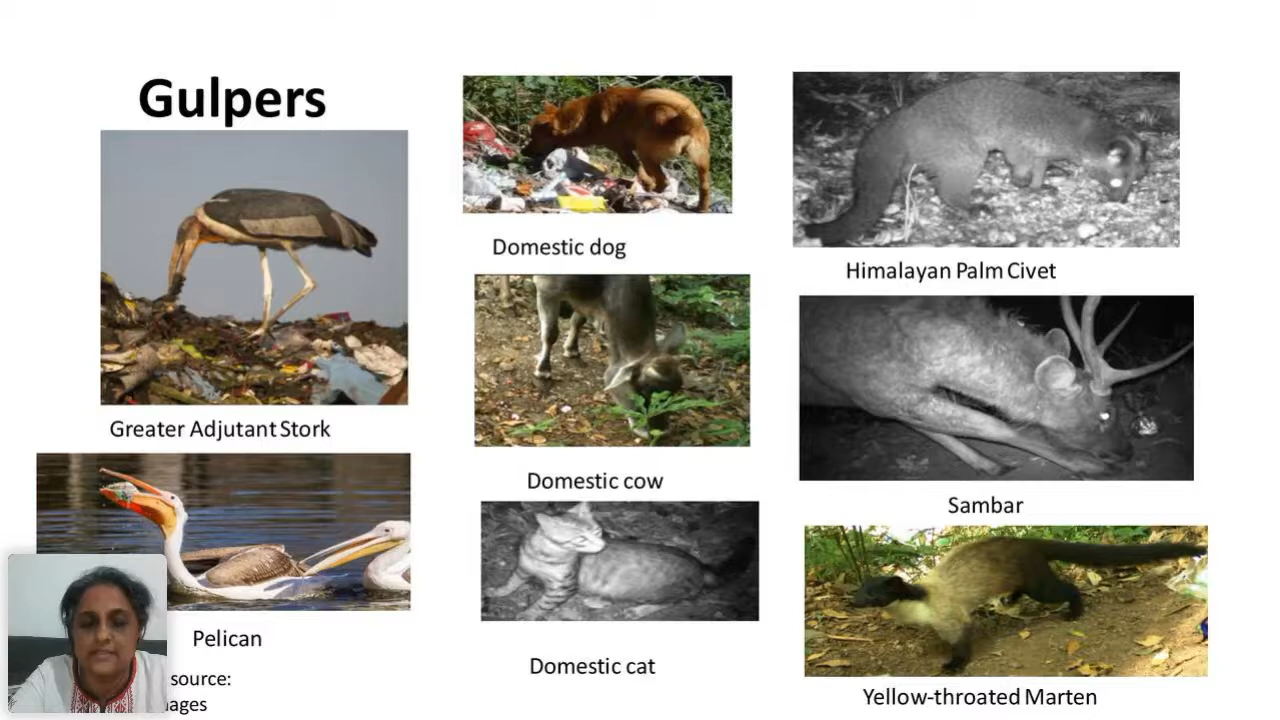 Gulpers
Greater Adjutant Stork
Pelican
source:
Domestic dog
Domestic cow
Domestic cat
Himalayan Palm Civet
Sambar
Yellow-throated Marten